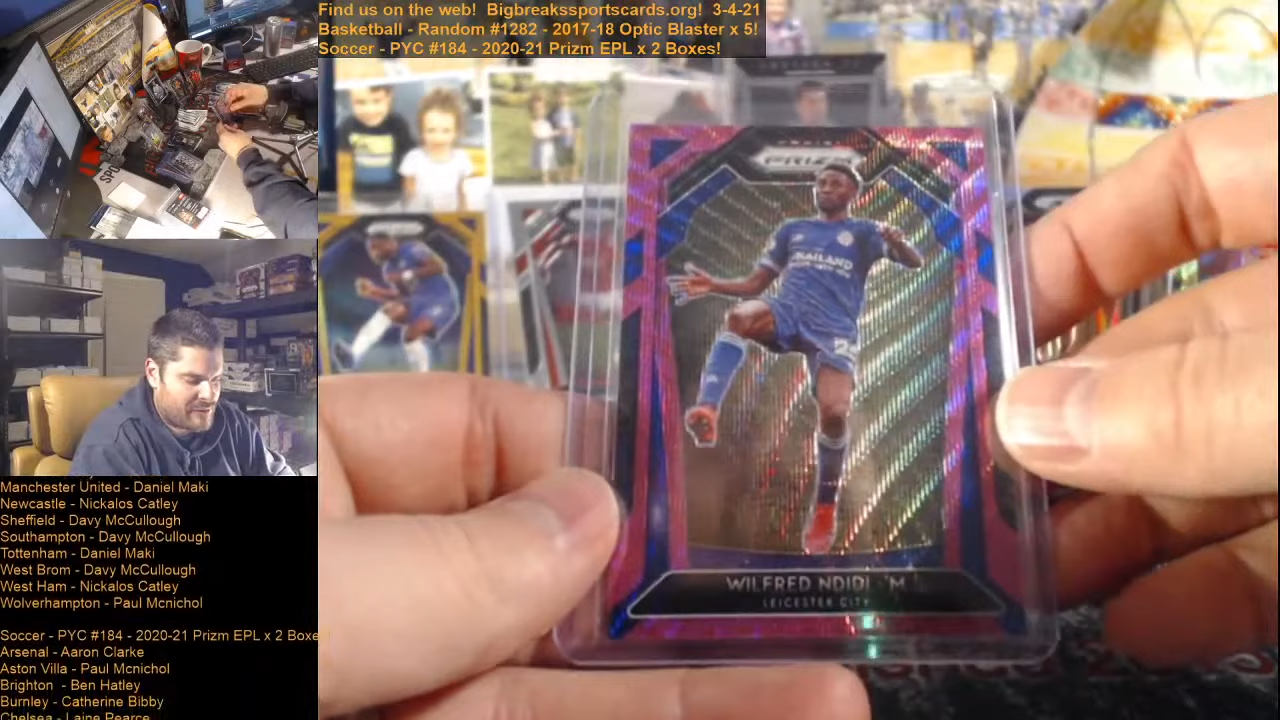 Find us on the web!  Bigbreakssportscards.org!  3-4-21
Basketball - Random #1282 - 2017-18 Optic Blaster x 5!
Soccer - PYC #184 - 2020-21 Prizm EPL x 2 Boxes!
PRIZM
THAILAND
WILFRED NDIDI - M
LEICESTER CITY
Manchester United - Daniel Maki
Newcastle - Nickalos Catley
Sheffield - Davy McCullough
Southampton - Davy McCullough
Tottenham - Daniel Maki
West Brom - Davy McCullough
West Ham - Nickalos Catley
Wolverhampton - Paul Mcnichol
Soccer - PYC #184 - 2020-21 Prizm EPL x 2 Boxe
Arsenal - Aaron Clarke
Aston Villa - Paul Mcnichol
Brighton  - Ben Hatley
Burnley - Catherine Bibby
Chelsea - Laine Pearce